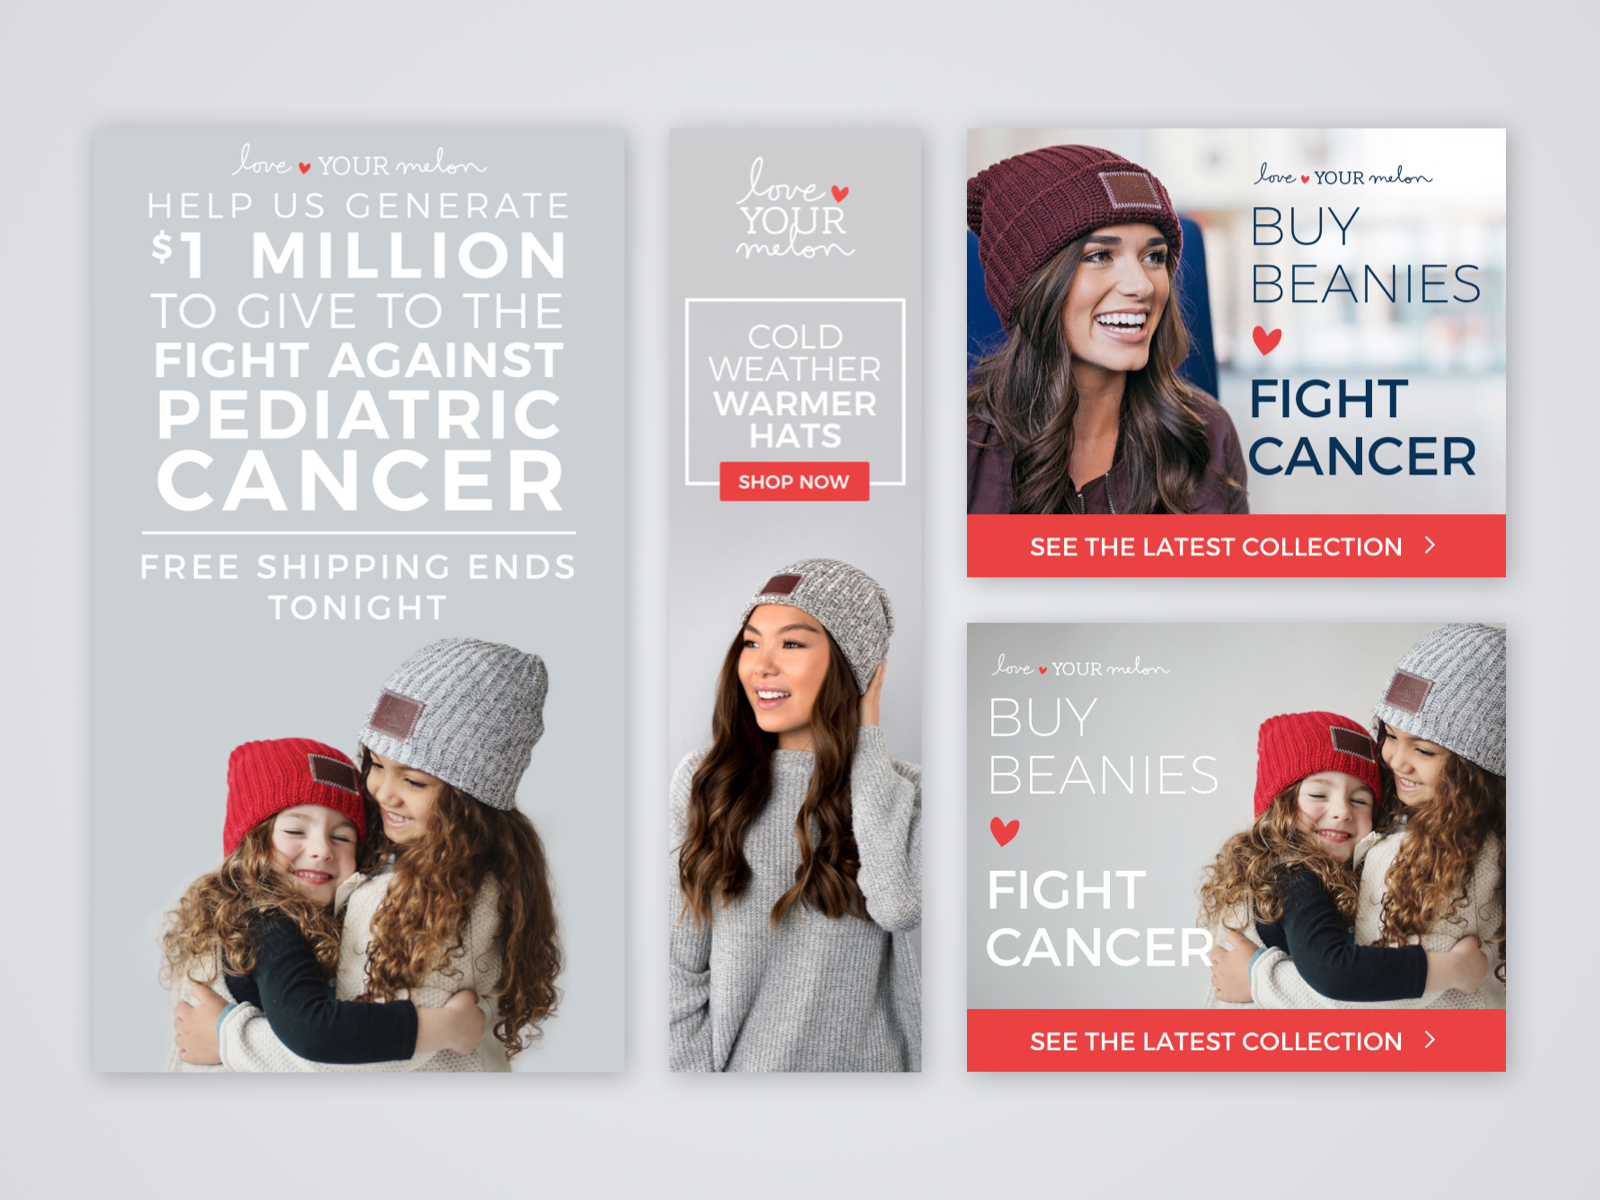 love YOUR melon
HELP US GENERATE
$1 MILLION
TO GIVE TO THE
FIGHT AGAINST
PEDIATRIC
CANCER
FREE SHIPPING ENDS
TONIGHT
love
YOUR
melon
COLD
WEATHER
WARMER
HATS
SHOP NOW
love YOUR melon
BUY
BEANIES
FIGHT
CANCER
SEE THE LATEST COLLECTION >
love YOUR melon
BUY
BEANIES
FIGHT
CANCER
SEE THE LATEST COLLECTION >